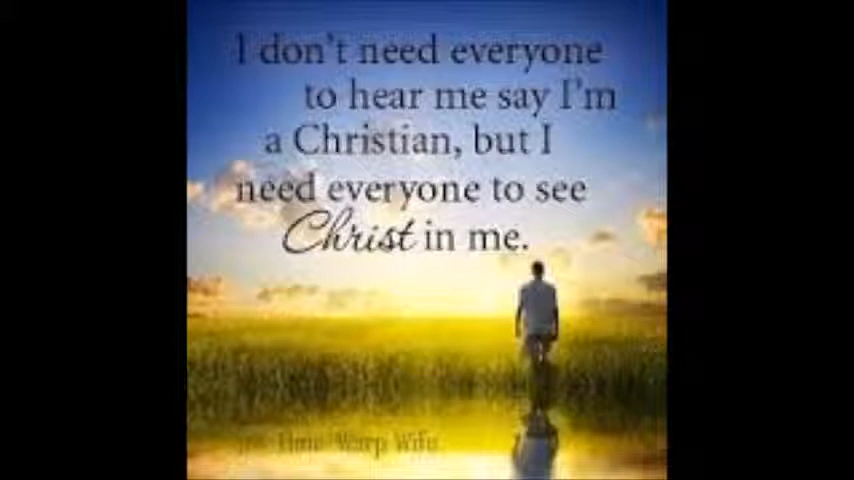 I don't need everyone
to hear me say I'm
a Christian, but I
need everyone to see
Christ in me.
Time-Warp Wife